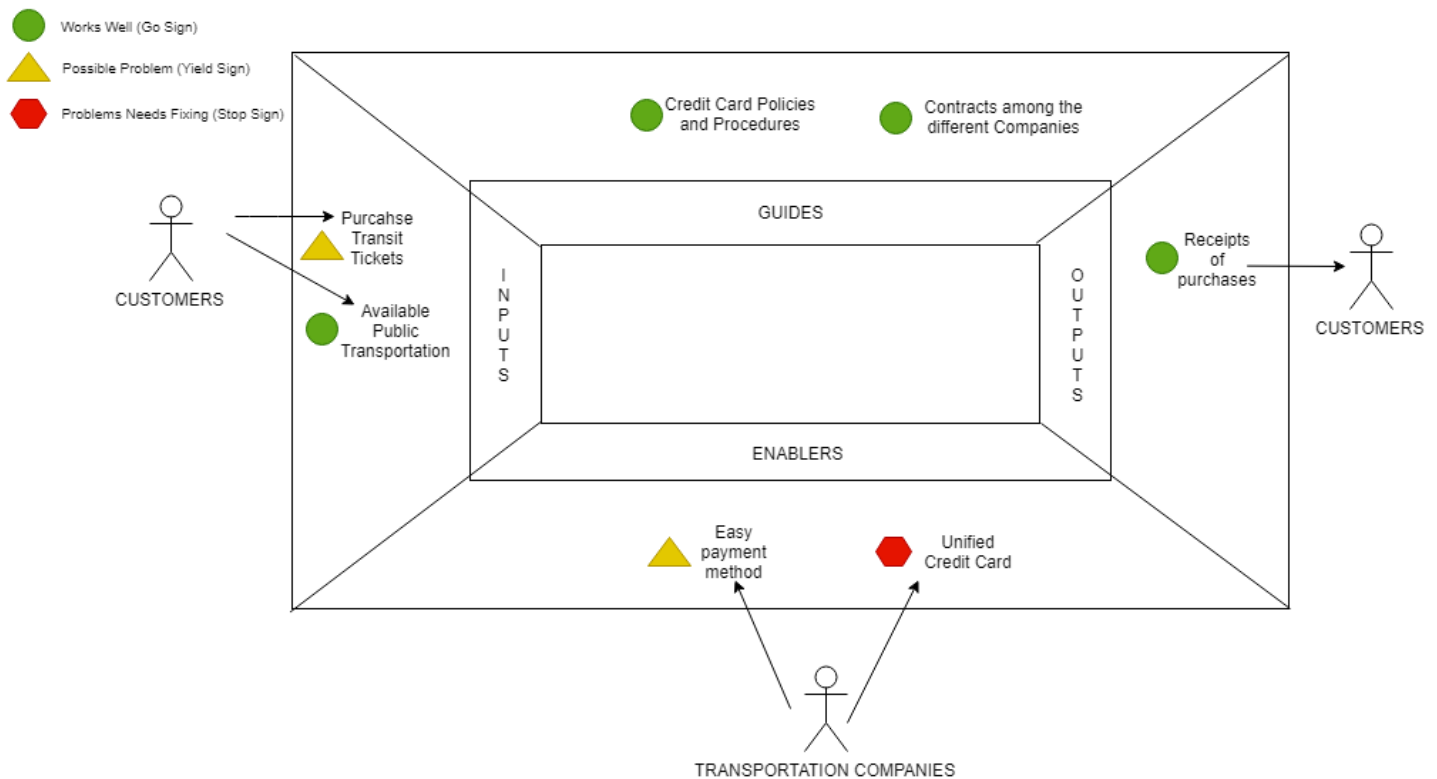 Works Well (Go Sign)
Possible Problem (Yield Sign)
Problems Needs Fixing (Stop Sign)
Credit Card Policies
and Procedures
Contracts among the
different Companies
GUIDES
Purcahse
Transit
Tickets
CUSTOMERS
Available
Public
Transportation
INPUTS
OUTPUTS
Receipts
of
purchases
CUSTOMERS
ENABLERS
Easy
payment
method
Unified
Credit Card
TRANSPORTATION COMPANIES